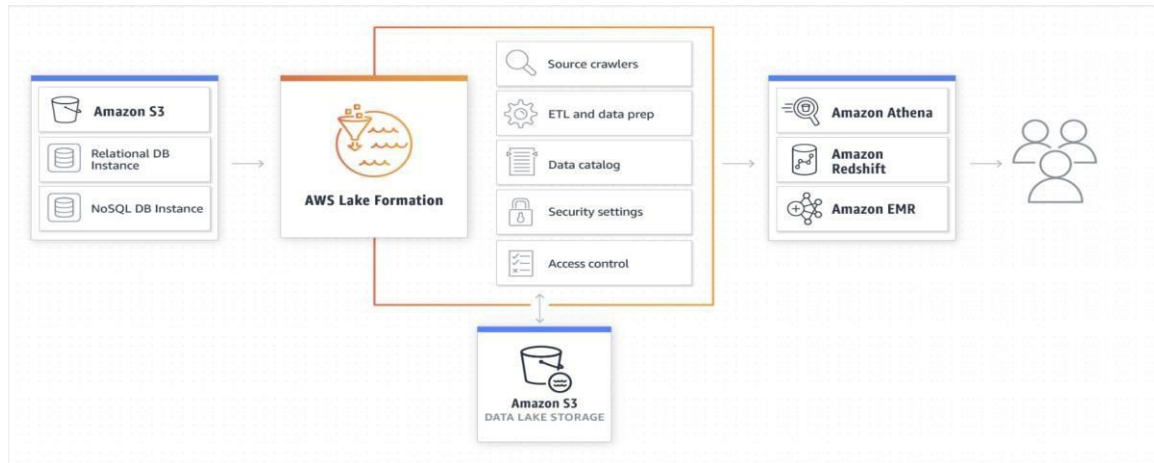 Amazon S3
Relational DB
Instance
NoSQL DB Instance
AWS Lake Formation
Source crawlers
ETL and data prep
Data catalog
Security settings
Access control
Amazon S3
DATA LAKE STORAGE
Amazon Athena
Amazon
Redshift
Amazon EMR